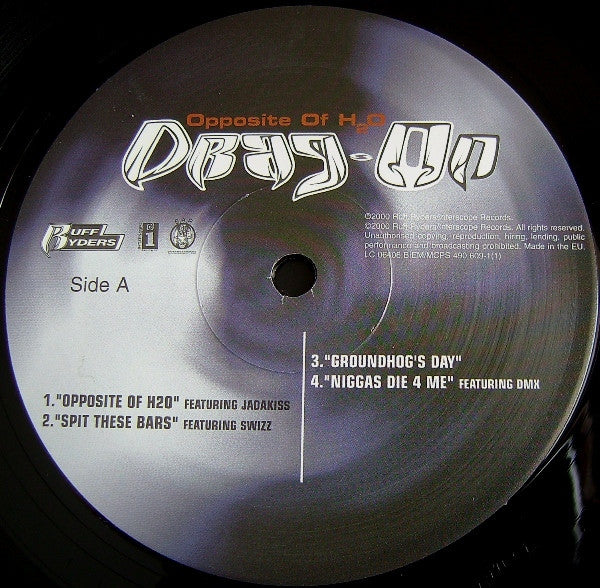 Opposite Of H2O
Drag-On
©2000 Ruff Ryders/Interscope Records.
℗2000 Ruff Ryders/Interscope Records. All rights reserved.
Unauthorised copying, reproduction, hiring, lending, public
performance and broadcasting prohibited. Made in the EU.
LC 06406 BIEM/MCPS 490 609-1(1)
RUFF
RYDERS
1
Side A
1."OPPOSITE OF H2O" FEATURING JADAKISS
2."SPIT THESE BARS" FEATURING SWIZZ
3."GROUNDHOG'S DAY"
4."NIGGAS DIE 4 ME" FEATURING DMX